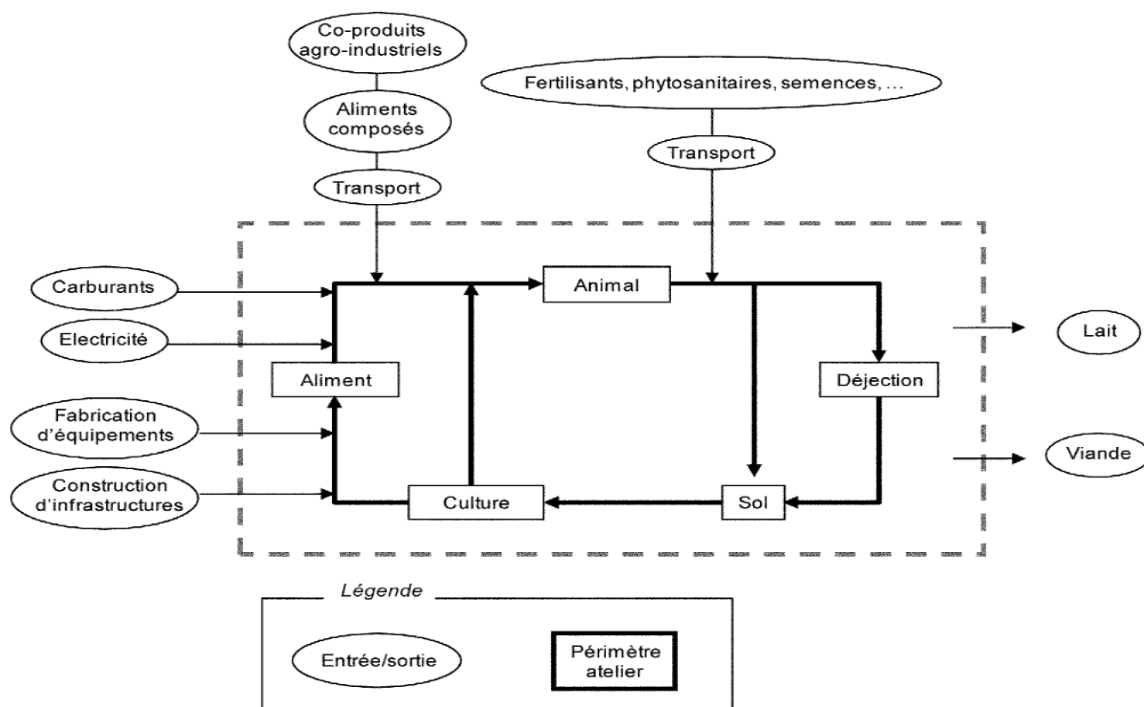 Co-produits
agro-industriels
Fertilisants, phytosanitaires, semences, ...
Aliments
composés
Transport
Transport
Carburants
Animal
Electricité
Lait
Aliment
Déjection
Fabrication
d'équipements
Viande
Construction
d'infrastructures
Culture
Sol
Légende
Entrée/sortie
Périmètre
atelier